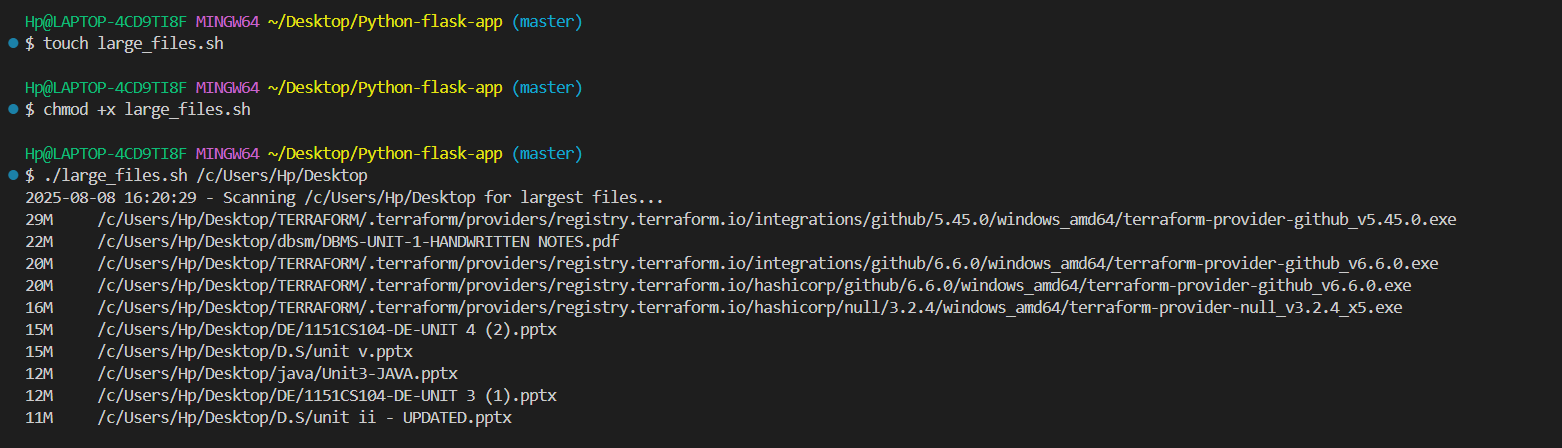 Hp@LAPTOP-4CD9TI8F MINGW64 ~/Desktop/Python-flask-app (master)
$ touch large_files.sh
Hp@LAPTOP-4CD9TI8F MINGW64 ~/Desktop/Python-flask-app (master)
$ chmod +x large_files.sh
Hp@LAPTOP-4CD9TI8F MINGW64 ~/Desktop/Python-flask-app (master)
$ ./large_files.sh /c/Users/Hp/Desktop
2025-08-08 16:20:29 - Scanning /c/Users/Hp/Desktop for largest files...
29M /c/Users/Hp/Desktop/TERRAFORM/.terraform/providers/registry.terraform.io/integrations/github/5.45.0/windows_amd64/terraform-provider-github_v5.45.0.exe
22M /c/Users/Hp/Desktop/dbsm/DBMS-UNIT-1-HANDWRITTEN NOTES.pdf
20M /c/Users/Hp/Desktop/TERRAFORM/.terraform/providers/registry.terraform.io/integrations/github/6.6.0/windows_amd64/terraform-provider-github_v6.6.0.exe
20M /c/Users/Hp/Desktop/TERRAFORM/.terraform/providers/registry.terraform.io/hashicorp/github/6.6.0/windows_amd64/terraform-provider-github_v6.6.0.exe
16M /c/Users/Hp/Desktop/TERRAFORM/.terraform/providers/registry.terraform.io/hashicorp/null/3.2.4/windows_amd64/terraform-provider-null_v3.2.4_x5.exe
15M /c/Users/Hp/Desktop/DE/1151CS104-DE-UNIT 4 (2).pptx
15M /c/Users/Hp/Desktop/D.S/unit v.pptx
12M /c/Users/Hp/Desktop/java/Unit3-JAVA.pptx
12M /c/Users/Hp/Desktop/DE/1151CS104-DE-UNIT 3 (1).pptx
11M /c/Users/Hp/Desktop/D.S/unit ii - UPDATED.pptx